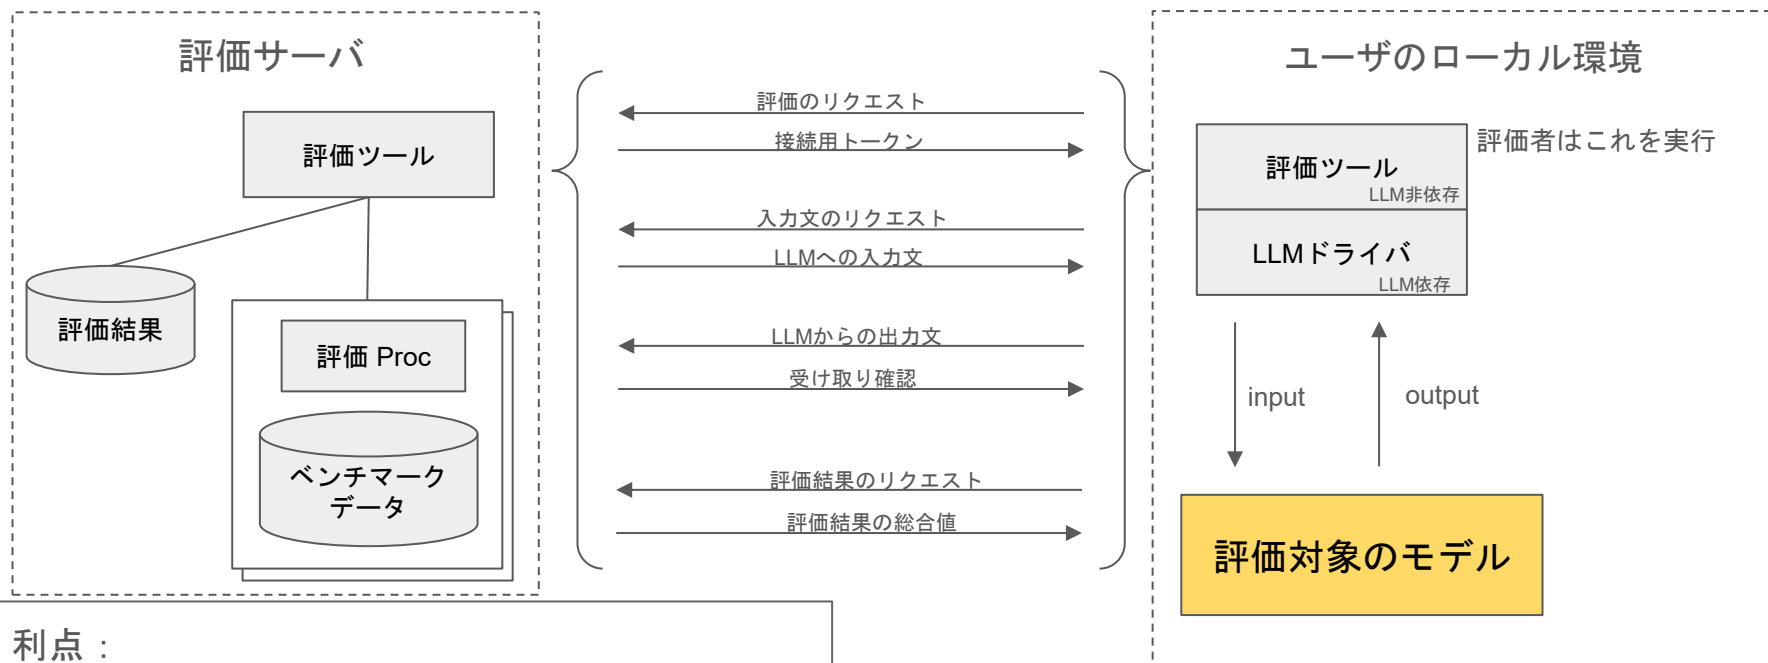 評価サーバ
評価ツール
評価結果
評価 Proc
ベンチマーク
データ
評価のリクエスト
接続用トークン
入力文のリクエスト
LLMへの入力文
LLMからの出力文
受け取り確認
評価結果のリクエスト
評価結果の総合値
ユーザのローカル環境
評価ツール
LLM非依存
評価者はこれを実行
LLMドライバ
LLM依存
input
output
評価対象のモデル
利点：